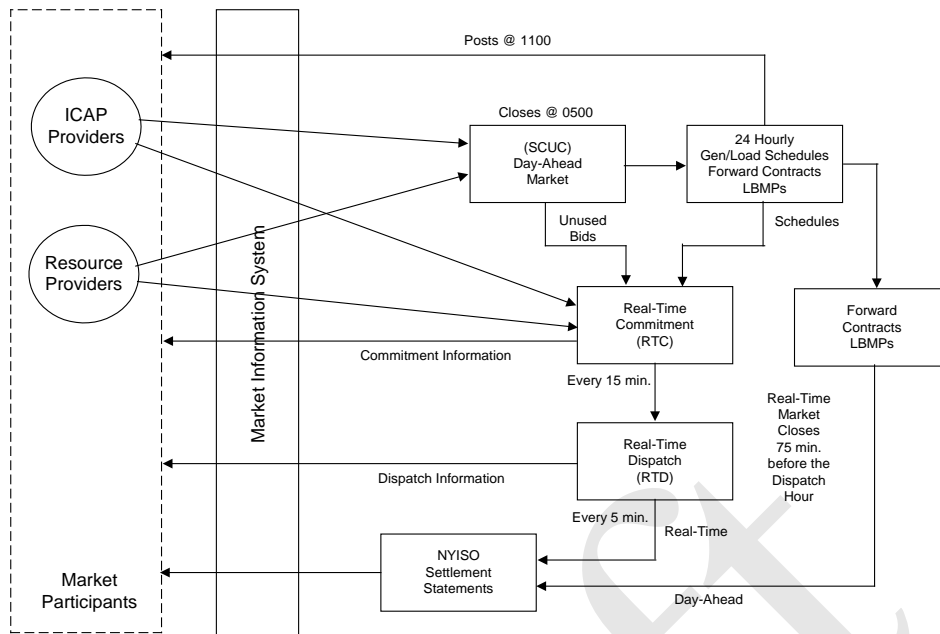 Posts @ 1100
ICAP
Providers
Closes @ 0500
(SCUC)
Day-Ahead
Market
24 Hourly
Gen/Load Schedules
Forward Contracts
LBMPs
Unused
Bids
Schedules
Resource
Providers
Market Information System
Real-Time
Commitment
(RTC)
Forward
Contracts
LBMPs
Commitment Information
Every 15 min.
Real-Time
Market
Closes
75 min.
before the
Dispatch
Hour
Real-Time
Dispatch
(RTD)
Dispatch Information
Every 5 min.
Real-Time
NYISO
Settlement
Statements
Market
Participants
Day-Ahead